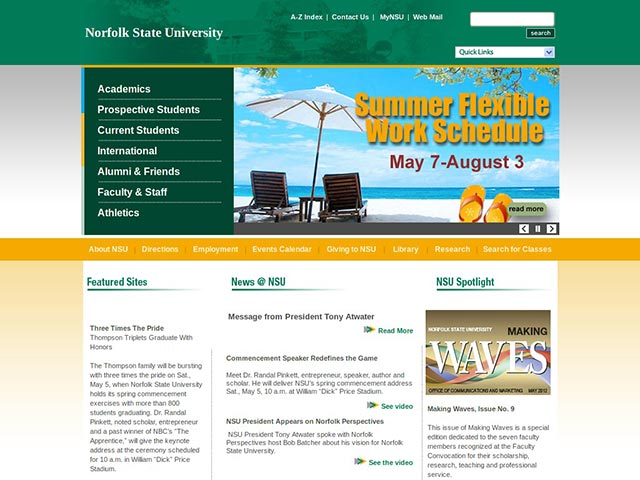 A-Z Index | Contact Us | MyNSU | Web Mail
Norfolk State University
search
Quick Links
Academics
Prospective Students
Current Students
International
Alumni & Friends
Faculty & Staff
Athletics
Summer Flexible
Work Schedule
May 7-August 3
read more
About NSU | Directions | Employment | Events Calendar | Giving to NSU | Library | Research | Search for Classes
Featured Sites
Three Times The Pride
Thompson Triplets Graduate With
Honors
The Thompson family will be bursting
with three times the pride on Sat.,
May 5, when Norfolk State University
holds its spring commencement
exercises with more than 800
students graduating. Dr. Randal
Pinkett, noted scholar, entrepreneur
and a past winner of NBC's "The
Apprentice," will give the keynote
address at the ceremony scheduled
for 10 a.m. in William "Dick" Price
Stadium.
News @ NSU
Message from President Tony Atwater
Read More
Commencement Speaker Redefines the Game
Meet Dr. Randal Pinkett, entrepreneur, speaker, author and
scholar. He will deliver NSU's spring commencement address
Sat., May 5, 10 a.m. at William "Dick" Price Stadium.
See video
NSU President Appears on Norfolk Perspectives
NSU President Tony Atwater spoke with Norfolk
Perspectives host Bob Batcher about his vision for Norfolk
State University.
See the video
NSU Spotlight
NORFOLK STATE UNIVERSITY
MAKING
WAVES
OFFICE OF COMMUNICATIONS AND MARKETING | MAY 2012
Making Waves, Issue No. 9
This issue of Making Waves is a special
edition dedicated to the seven faculty
members recognized at the Faculty
Convocation for their scholarship,
research, teaching and professional
service.